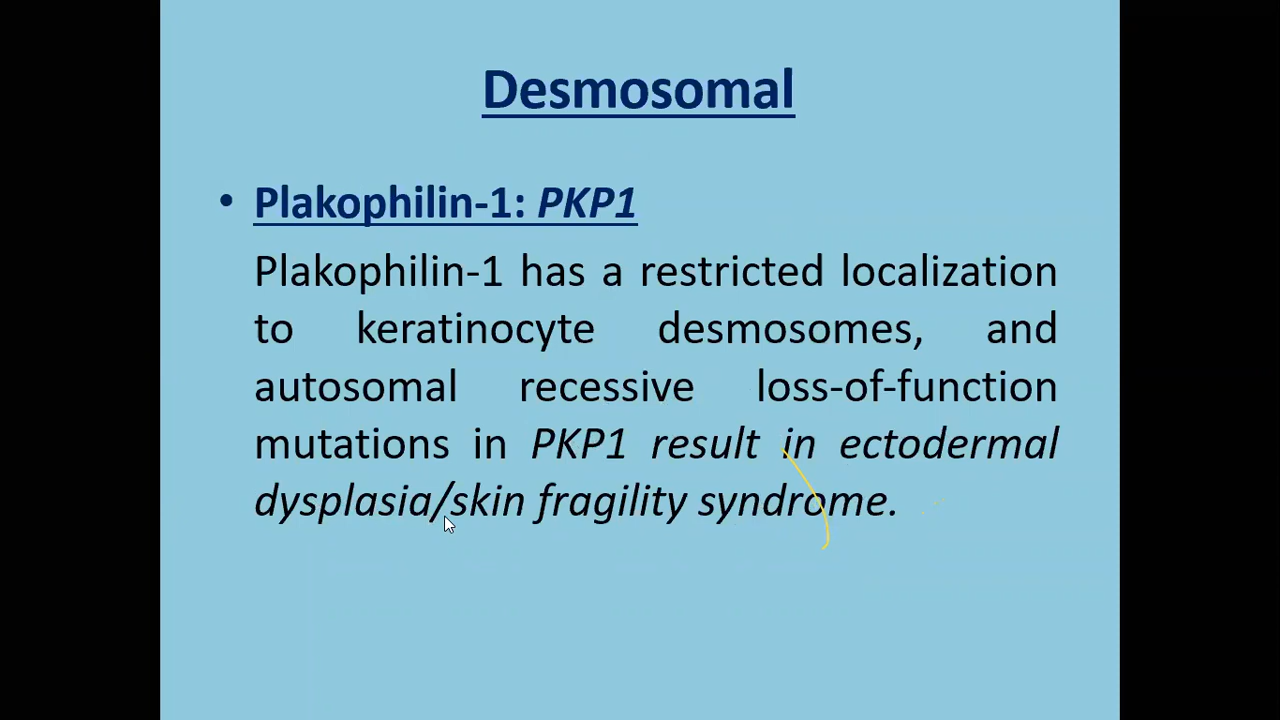 Desmosomal
• Plakophilin-1: PKP1
Plakophilin-1 has a restricted localization
to keratinocyte desmosomes, and
autosomal recessive loss-of-function
mutations in PKP1 result in ectodermal
dysplasia/skin fragility syndrome.